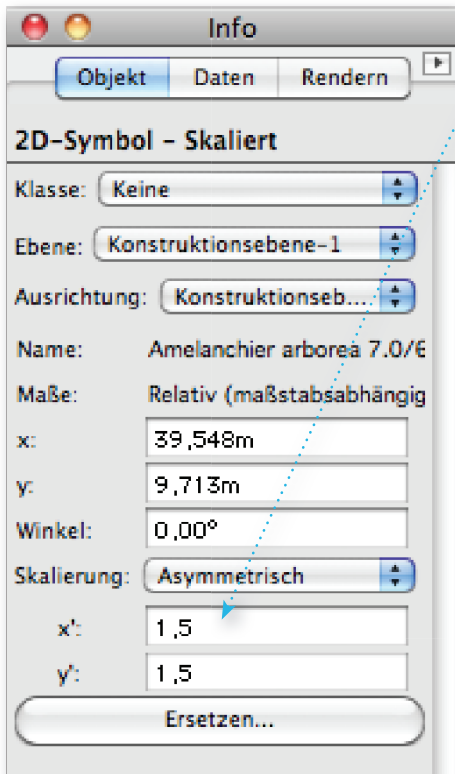 Info
Objekt Daten Rendern
2D-Symbol - Skaliert
Klasse: Keine
Ebene: Konstruktionsebene-1
Ausrichtung: Konstruktionseb...
Name: Amelanchier arborea 7.0/6
Maße: Relativ (maßstabsabhängig
x: 39,548m
y: 9,713m
Winkel: 0,00°
Skalierung: Asymmetrisch
x': 1,5
y': 1,5
Ersetzen...